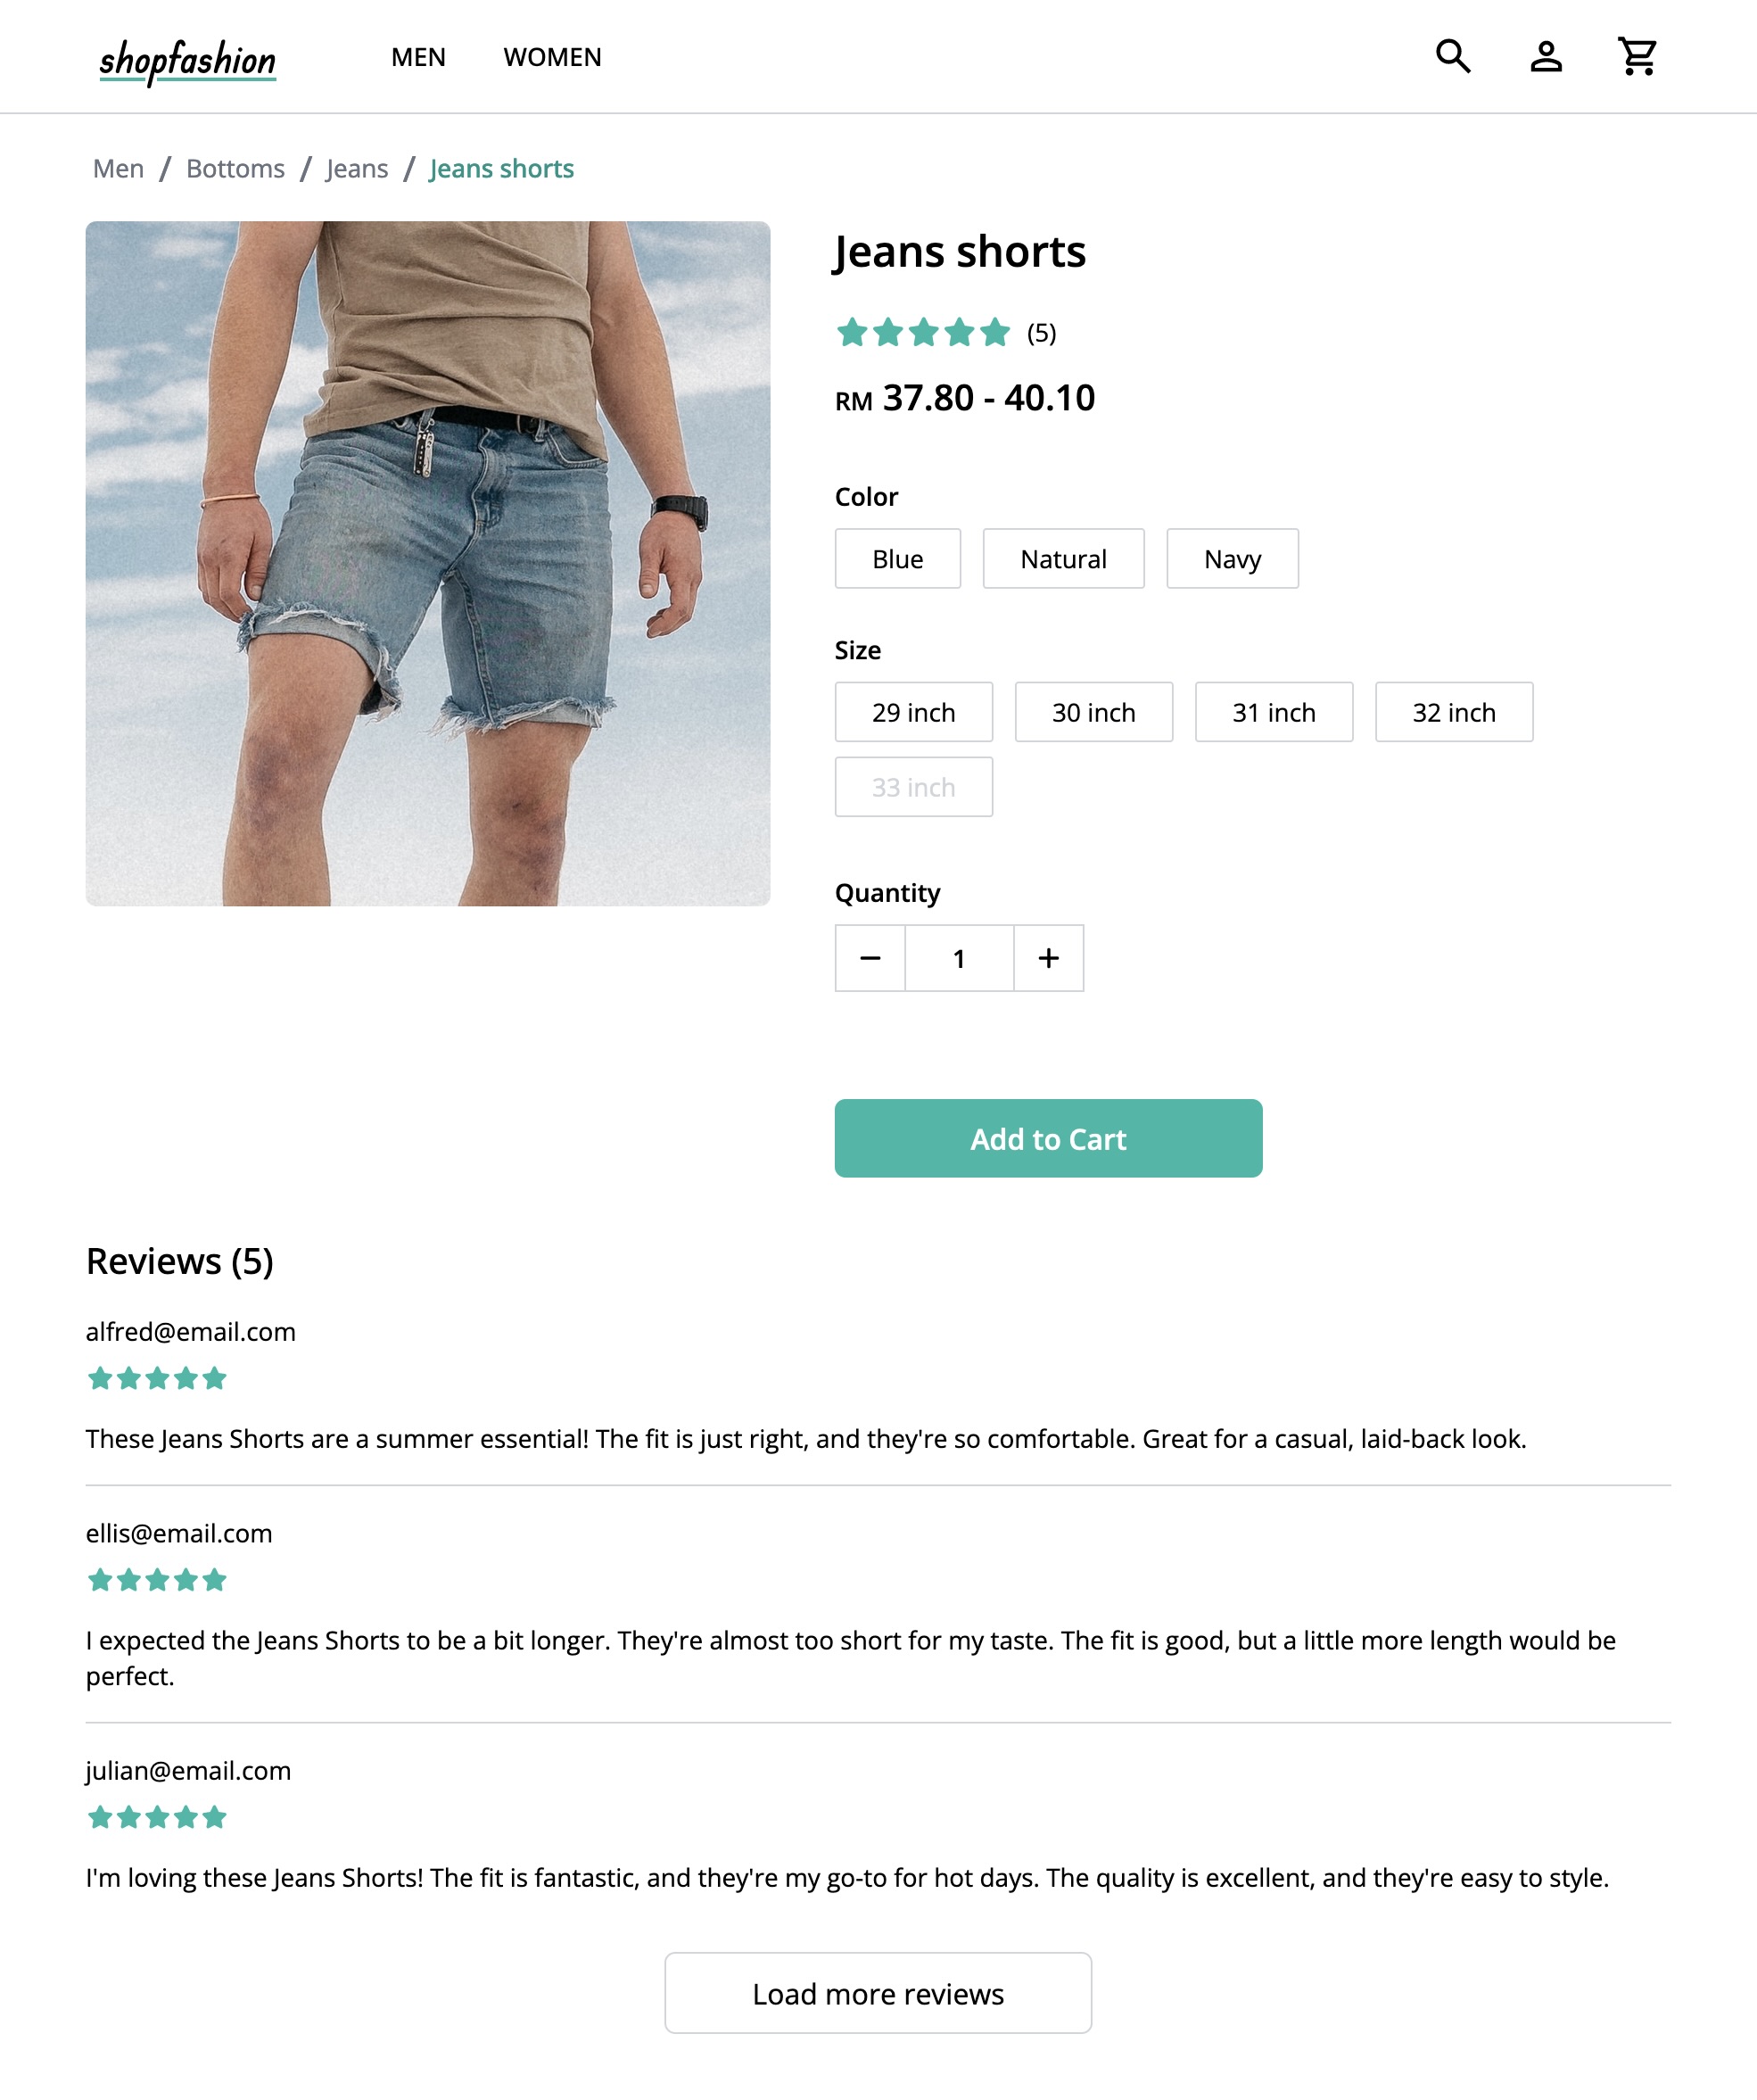 shopfashion MEN WOMEN
Men / Bottoms / Jeans / Jeans shorts
Jeans shorts
(5)
RM 37.80 - 40.10
Color
Blue Natural Navy
Size
29 inch 30 inch 31 inch 32 inch
33 inch
Quantity
− 1 +
Add to Cart
Reviews (5)
alfred@email.com
These Jeans Shorts are a summer essential! The fit is just right, and they're so comfortable. Great for a casual, laid-back look.
ellis@email.com
I expected the Jeans Shorts to be a bit longer. They're almost too short for my taste. The fit is good, but a little more length would be
perfect.
julian@email.com
I'm loving these Jeans Shorts! The fit is fantastic, and they're my go-to for hot days. The quality is excellent, and they're easy to style.
Load more reviews